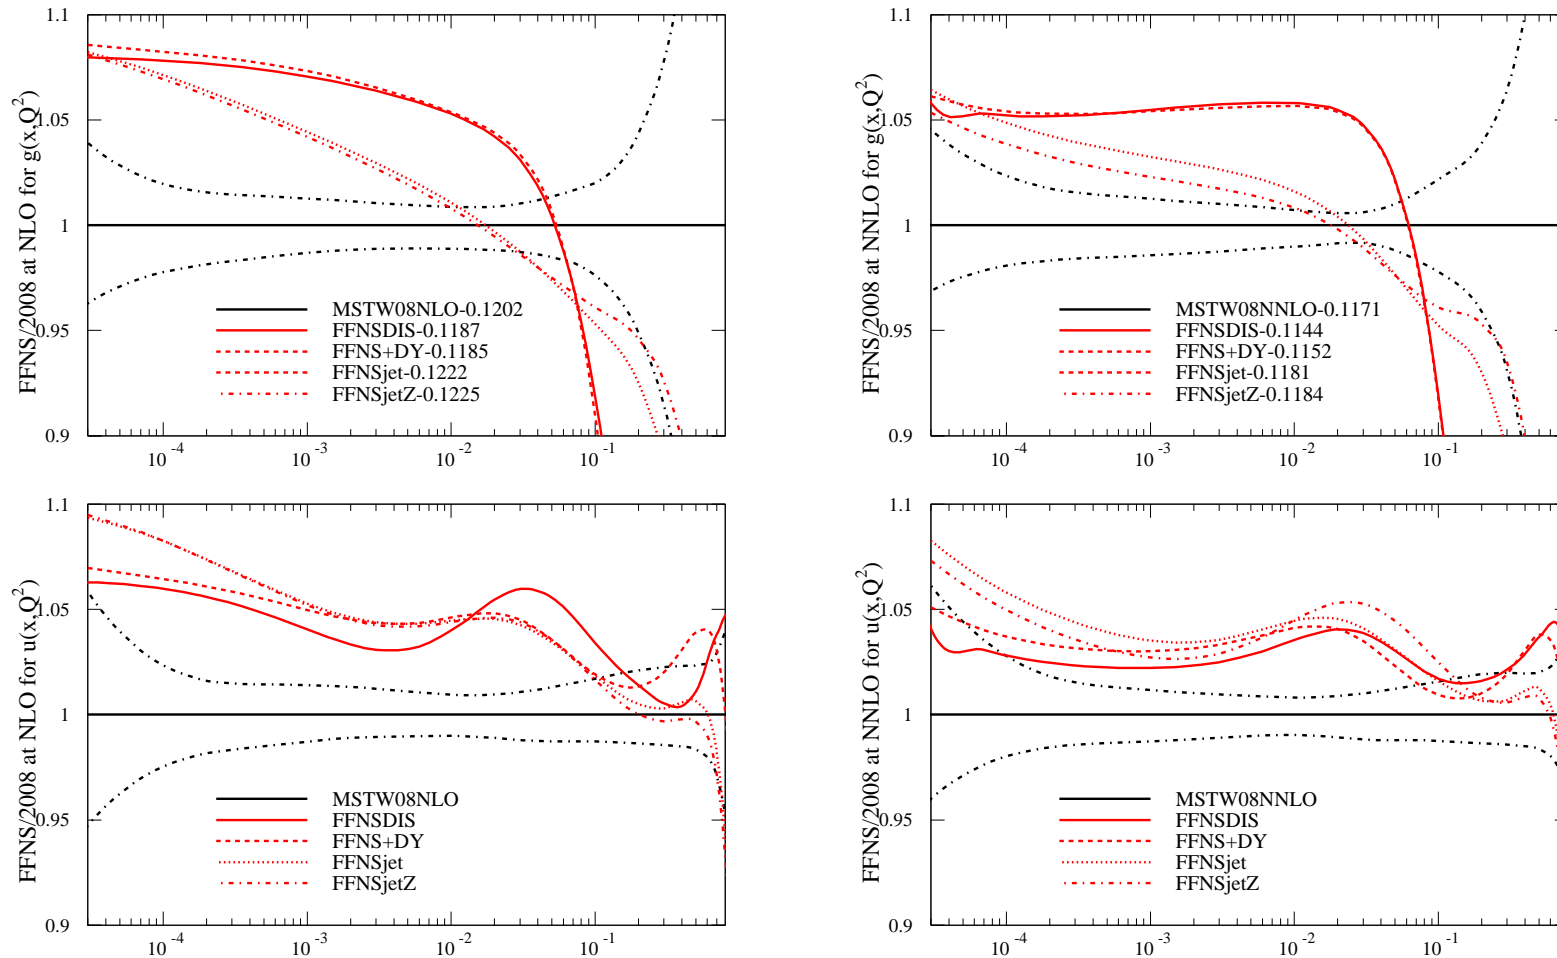 1.1
1.05
1
0.95
0.9
FFNS/2008 at NLO for g(x,Q²)
MSTW08NLO-0.1202
FFNSDIS-0.1187
FFNS+DY-0.1185
FFNSjet-0.1222
FFNSjetZ-0.1225
10⁻⁴ 10⁻³ 10⁻² 10⁻¹
1.1
1.05
1
0.95
0.9
FFNS/2008 at NNLO for g(x,Q²)
MSTW08NNLO-0.1171
FFNSDIS-0.1144
FFNS+DY-0.1152
FFNSjet-0.1181
FFNSjetZ-0.1184
10⁻⁴ 10⁻³ 10⁻² 10⁻¹
1.1
1.05
1
0.95
0.9
FFNS/2008 at NLO for u(x,Q²)
MSTW08NLO
FFNSDIS
FFNS+DY
FFNSjet
FFNSjetZ
10⁻⁴ 10⁻³ 10⁻² 10⁻¹
1.1
1.05
1
0.95
0.9
FFNS/2008 at NNLO for u(x,Q²)
MSTW08NNLO
FFNSDIS
FFNS+DY
FFNSjet
FFNSjetZ
10⁻⁴ 10⁻³ 10⁻² 10⁻¹